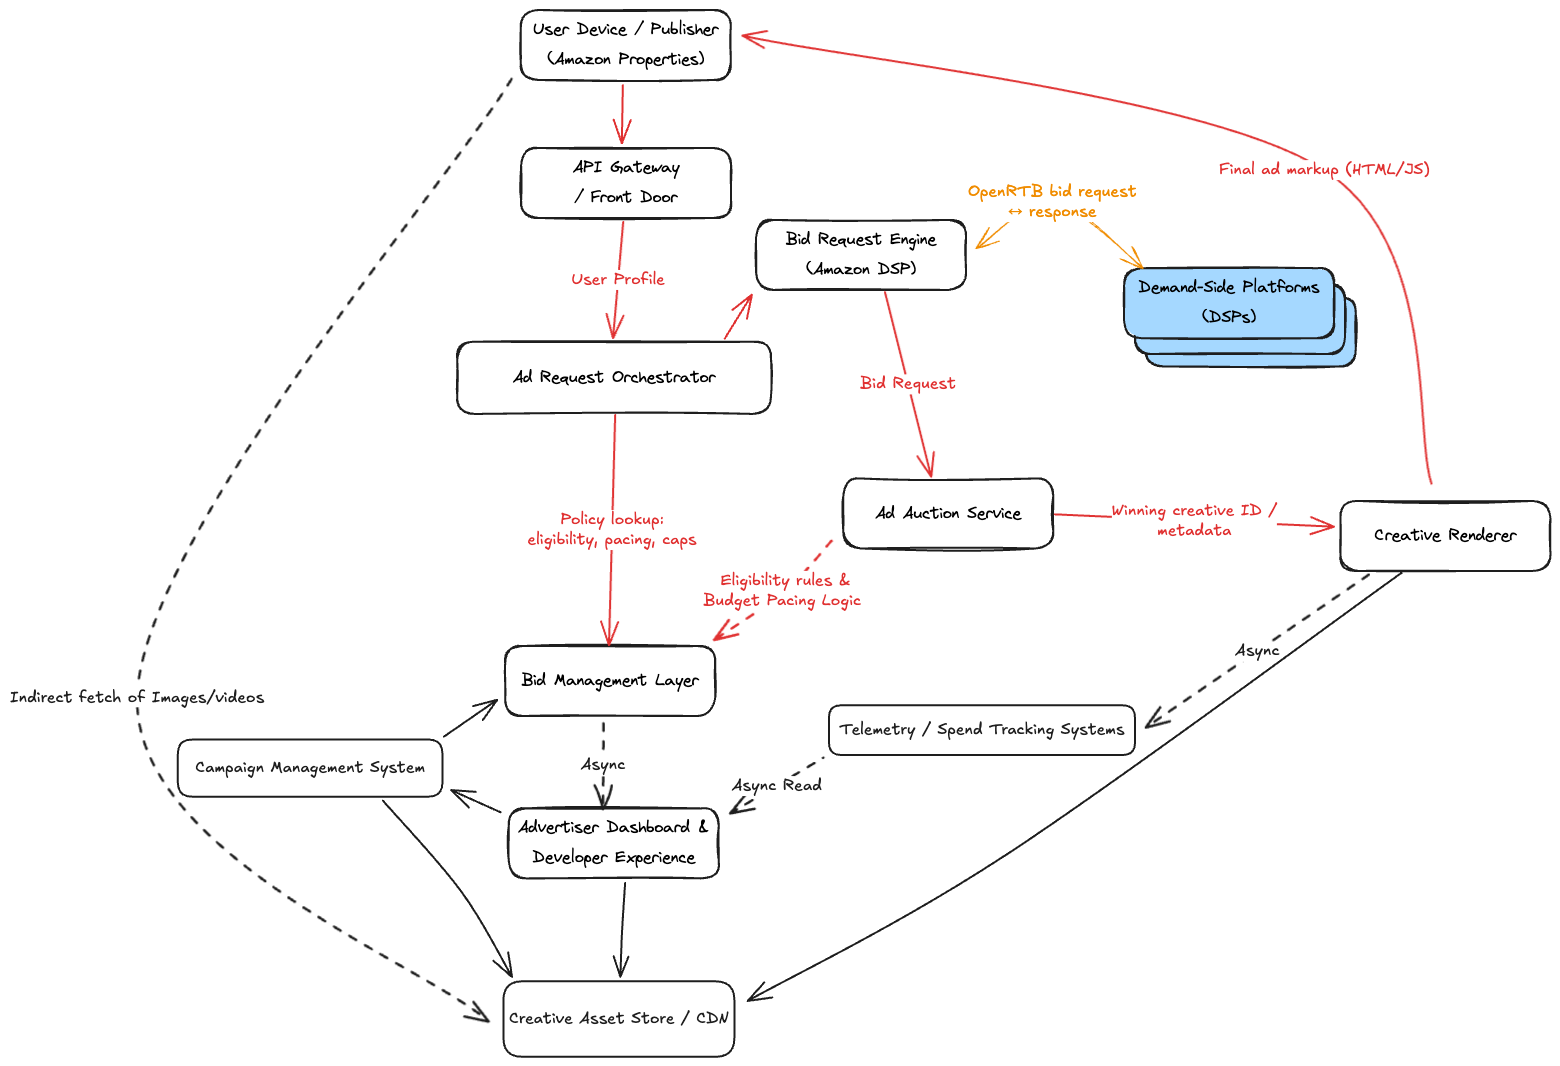 User Device / Publisher
(Amazon Properties)
API Gateway
/ Front Door
Final ad markup (HTML/JS)
OpenRTB bid request
↔ response
Bid Request Engine
(Amazon DSP)
User Profile
Demand-Side Platforms
(DSPs)
Ad Request Orchestrator
Bid Request
Ad Auction Service
Winning creative ID /
metadata
Creative Renderer
Policy lookup:
eligibility, pacing, caps
Eligibility rules &
Budget Pacing Logic
Async
Bid Management Layer
Indirect fetch of Images/videos
Telemetry / Spend Tracking Systems
Campaign Management System
Async
Async Read
Advertiser Dashboard &
Developer Experience
Creative Asset Store / CDN